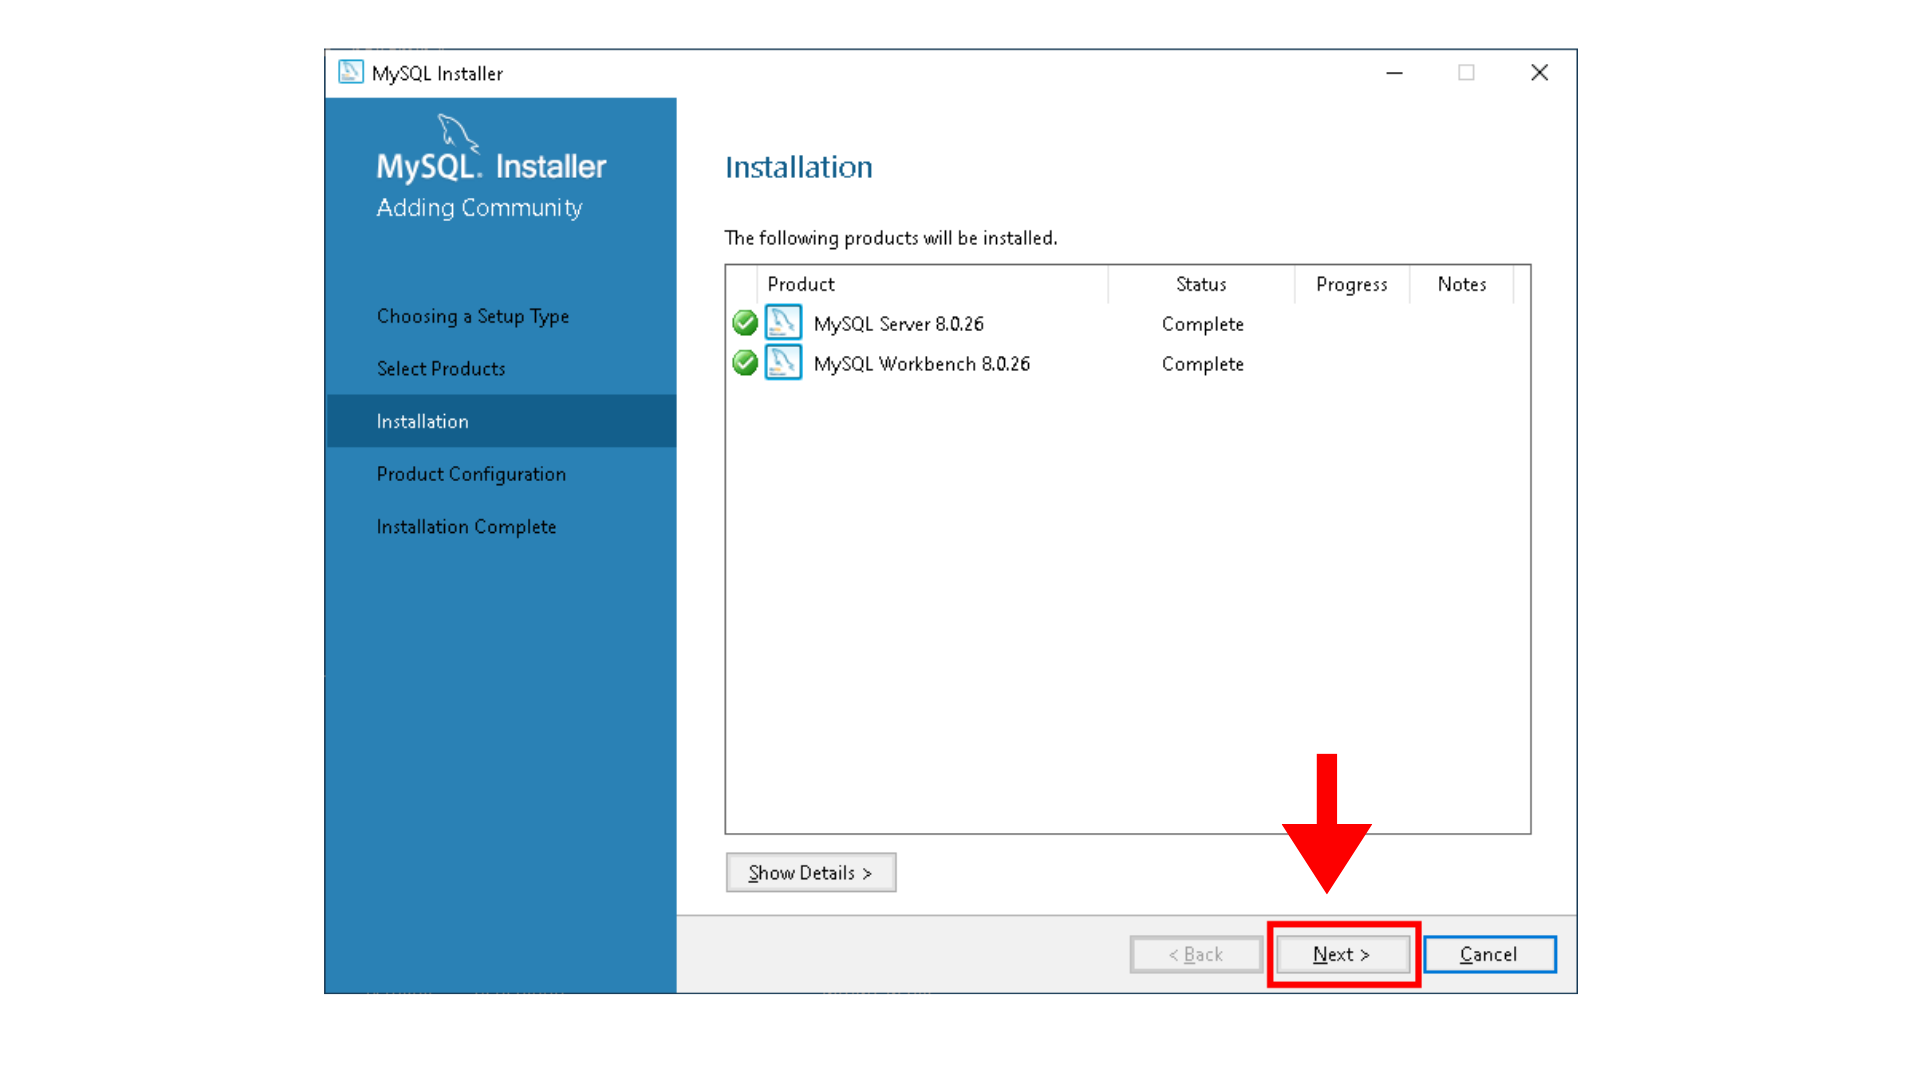 MySQL Installer
MySQL. Installer
Adding Community
Choosing a Setup Type
Select Products
Installation
Product Configuration
Installation Complete
Installation
The following products will be installed.
Product Status Progress Notes
MySQL Server 8.0.26 Complete
MySQL Workbench 8.0.26 Complete
Show Details >
< Back Next > Cancel